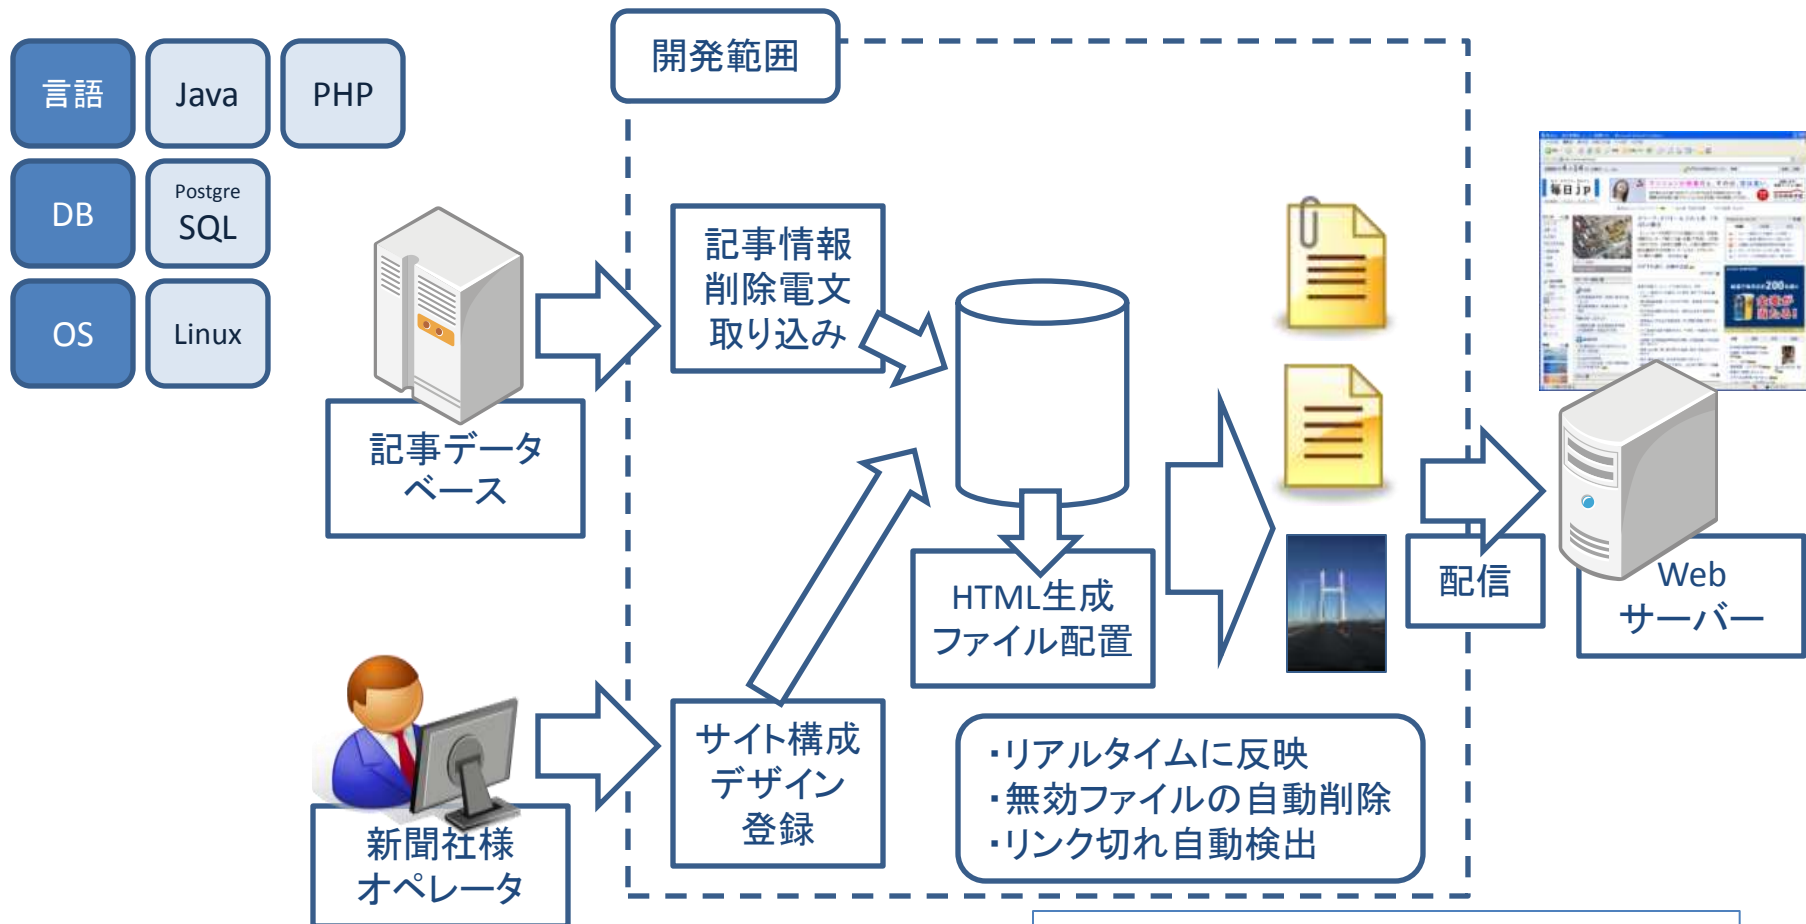 開発範囲
言語
Java
PHP
DB
Postgre
SQL
OS
Linux
記事データ
ベース
記事情報
削除電文
取り込み
HTML生成
ファイル配置
配信
Web
サーバー
毎日jp
新聞社様
オペレータ
サイト構成
デザイン
登録
・リアルタイムに反映
・無効ファイルの自動削除
・リンク切れ自動検出